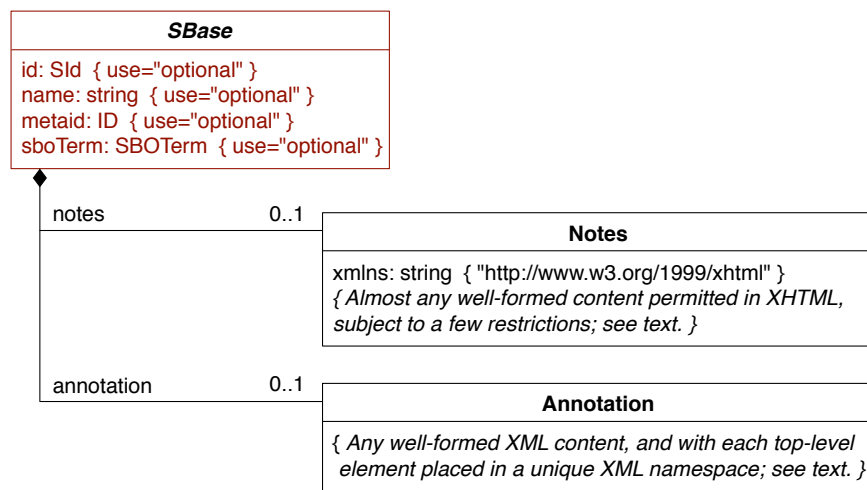 SBase
id: SId { use="optional" }
name: string { use="optional" }
metaid: ID { use="optional" }
sboTerm: SBOTerm { use="optional" }
notes 0..1
Notes
xmlns: string { "http://www.w3.org/1999/xhtml" }
{ Almost any well-formed content permitted in XHTML,
subject to a few restrictions; see text. }
annotation 0..1
Annotation
{ Any well-formed XML content, and with each top-level
element placed in a unique XML namespace; see text. }